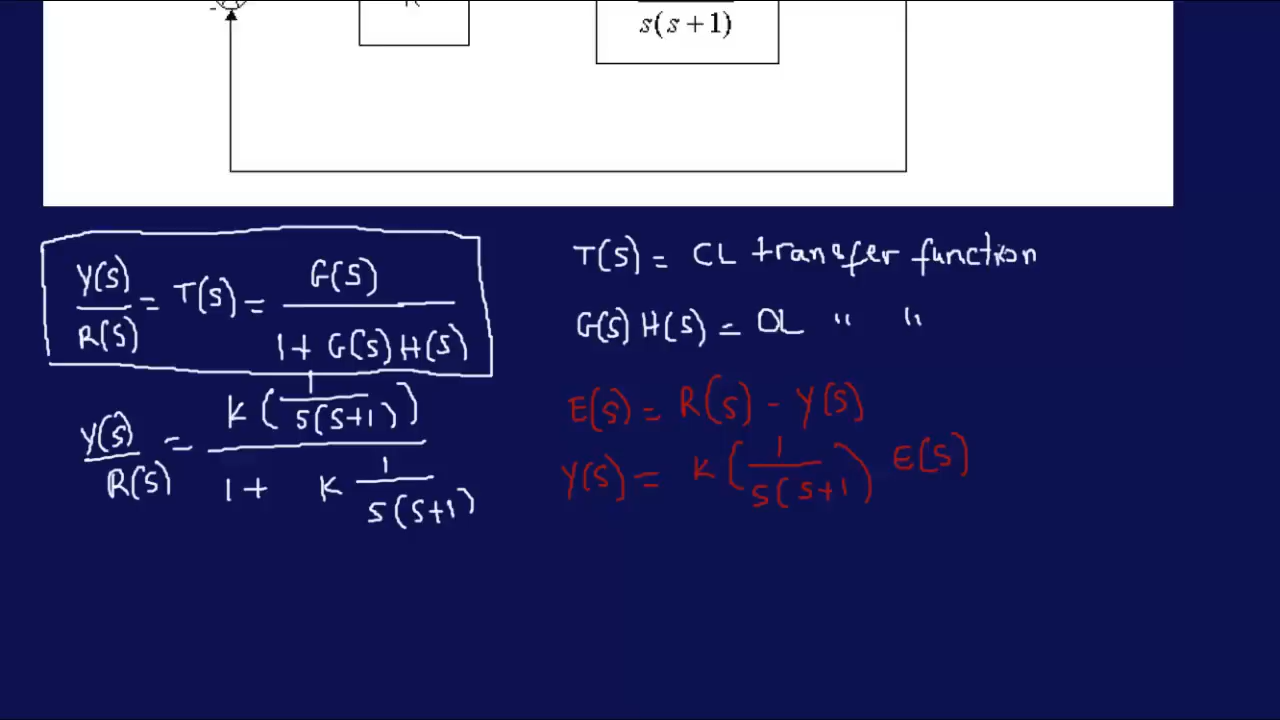 s(s+1)
Y(s)/R(s) = T(s) = G(s)/(1+ G(s)H(s))
T(s) = CL transfer function
G(s)H(s) = OL " "
Y(s)/R(s) = K(1/(s(s+1)))/(1+ K 1/(s(s+1)))
E(s) = R(s) - Y(s)
Y(s) = K(1/(s(s+1))) E(s)